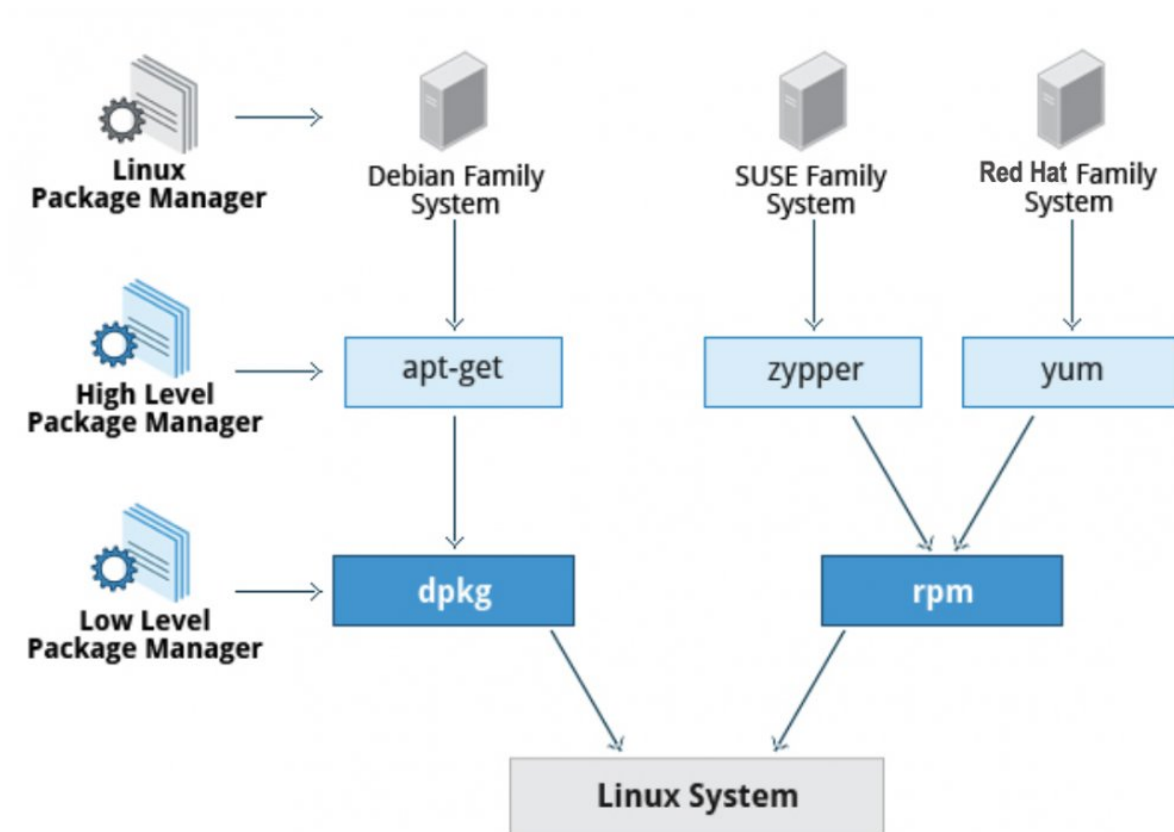 Linux
Package Manager
Debian Family
System
SUSE Family
System
Red Hat Family
System
High Level
Package Manager
apt-get
zypper
yum
Low Level
Package Manager
dpkg
rpm
Linux System